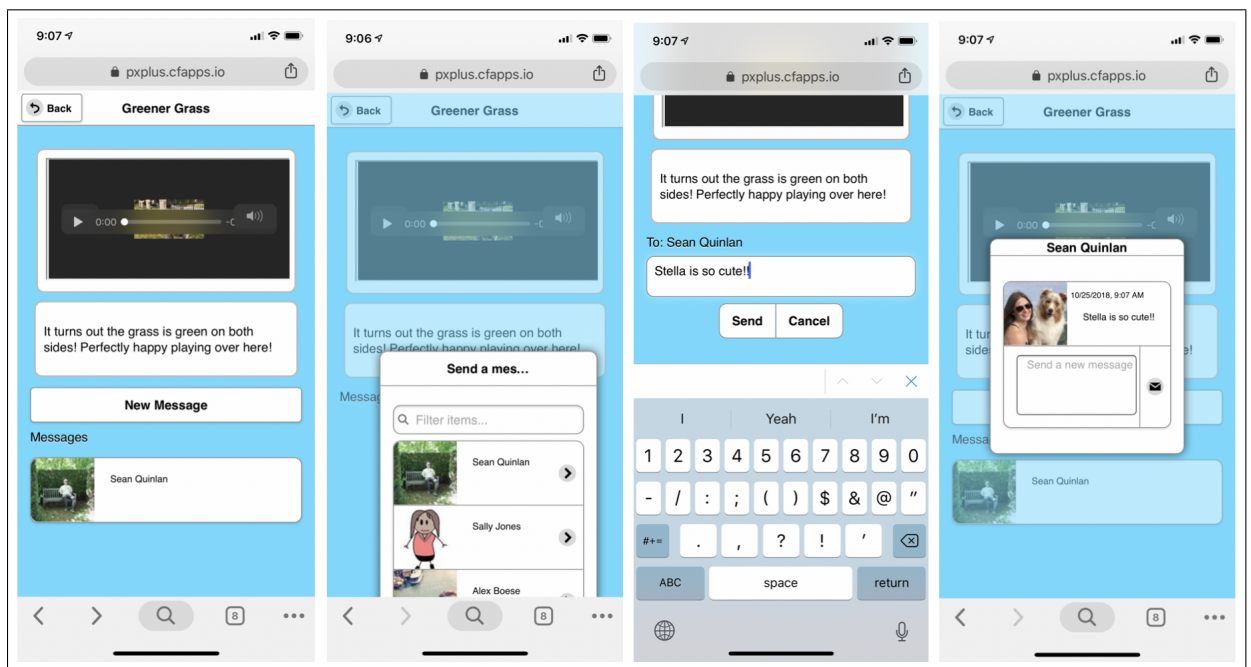 9:07
pxplus.cfapps.io
Back
Greener Grass
0:00
It turns out the grass is green on both
sides! Perfectly happy playing over here!
New Message
Messages
Sean Quinlan
8
9:06
pxplus.cfapps.io
Back
Greener Grass
0:00
It turns out the grass is green on both
sides! Perfectly happy playing over here!
Send a mes...
Filter items...
Sean Quinlan
Sally Jones
Alex Boese
8
9:07
pxplus.cfapps.io
It turns out the grass is green on both
sides! Perfectly happy playing over here!
To: Sean Quinlan
Stella is so cute!!
Send Cancel
I Yeah I'm
1 2 3 4 5 6 7 8 9 0
- / : ; ( ) $ & @ "
#+= . , ? ! '
ABC space return
9:07
pxplus.cfapps.io
Back
Greener Grass
0:00
Sean Quinlan
10/25/2018, 9:07 AM
Stella is so cute!!
Send a new message
It tur
side
e!
Messa
Sean Quinlan
8